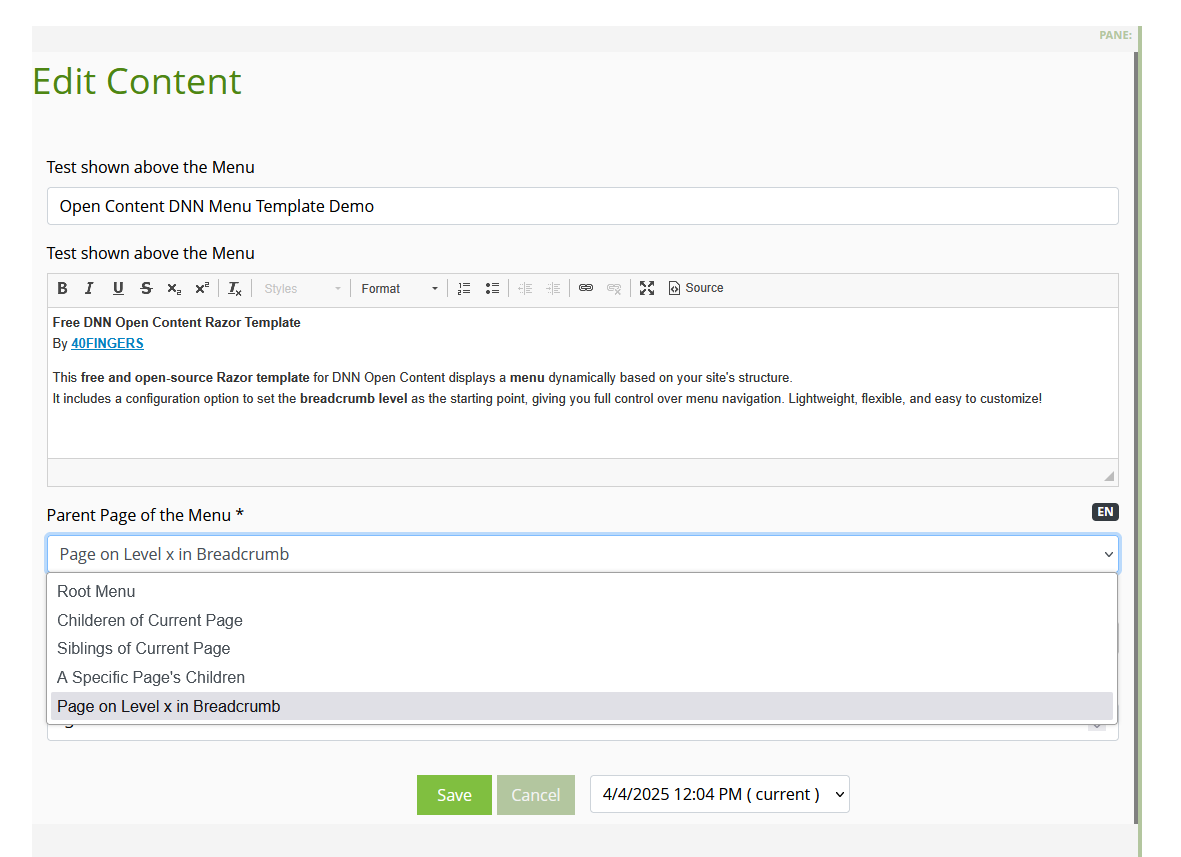 PANE:
Edit Content
Test shown above the Menu
Open Content DNN Menu Template Demo
Test shown above the Menu
B I U S x₂ x² Tx Styles Format Source
Free DNN Open Content Razor Template
By 40FINGERS
This free and open-source Razor template for DNN Open Content displays a menu dynamically based on your site's structure.
It includes a configuration option to set the breadcrumb level as the starting point, giving you full control over menu navigation. Lightweight, flexible, and easy to customize!
Parent Page of the Menu *
EN
Page on Level x in Breadcrumb
Root Menu
Childeren of Current Page
Siblings of Current Page
A Specific Page's Children
Page on Level x in Breadcrumb
Save Cancel 4/4/2025 12:04 PM ( current )